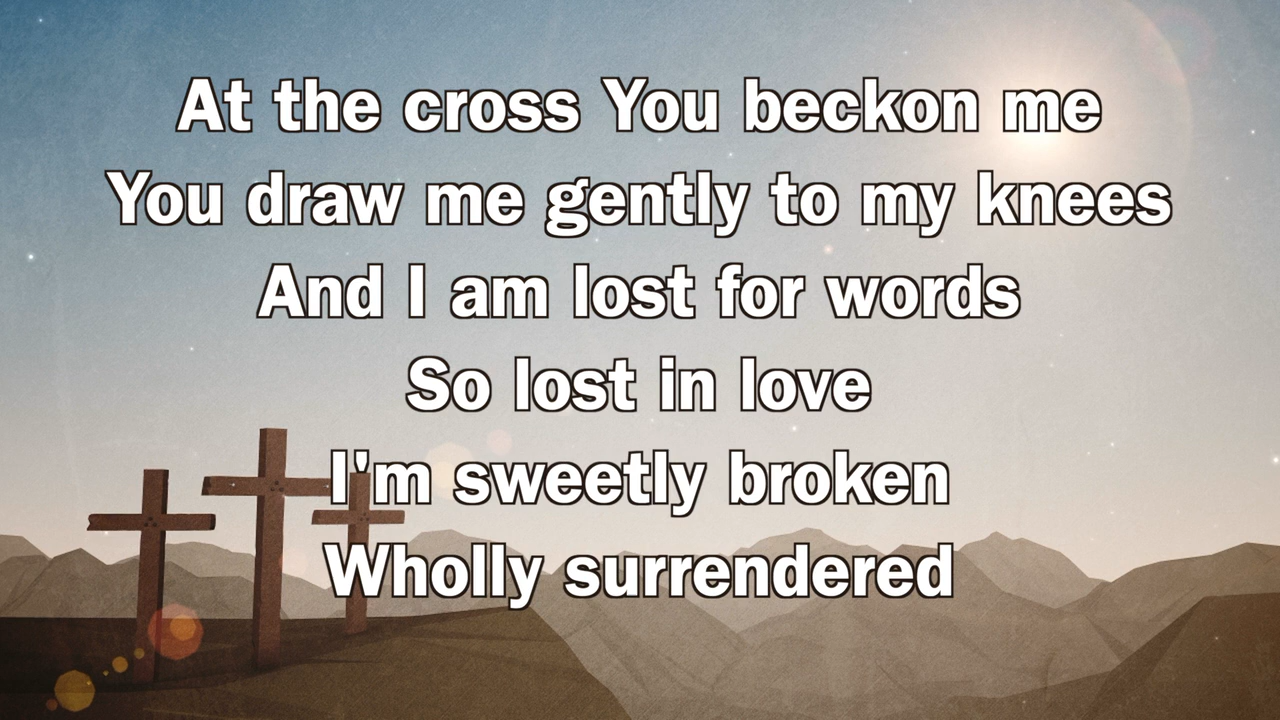 At the cross You beckon me
You draw me gently to my knees
And I am lost for words
So lost in love
I'm sweetly broken
Wholly surrendered